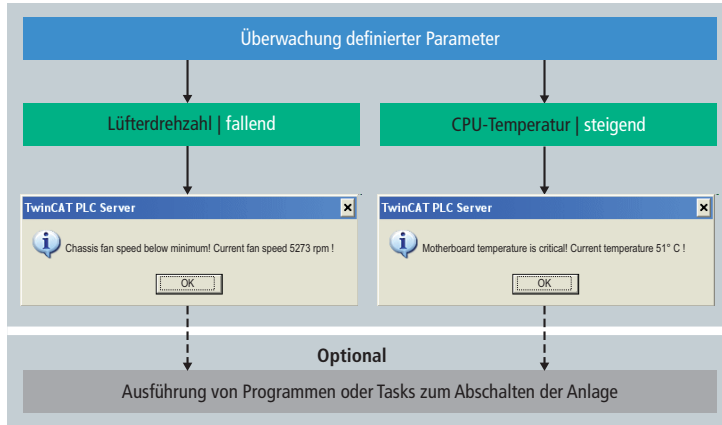 Überwachung definierter Parameter
Lüfterdrehzahl | fallend
CPU-Temperatur | steigend
TwinCAT PLC Server
Chassis fan speed below minimum! Current fan speed 5273 rpm !
OK
TwinCAT PLC Server
Motherboard temperature is critical! Current temperature 51° C !
OK
Optional
Ausführung von Programmen oder Tasks zum Abschalten der Anlage